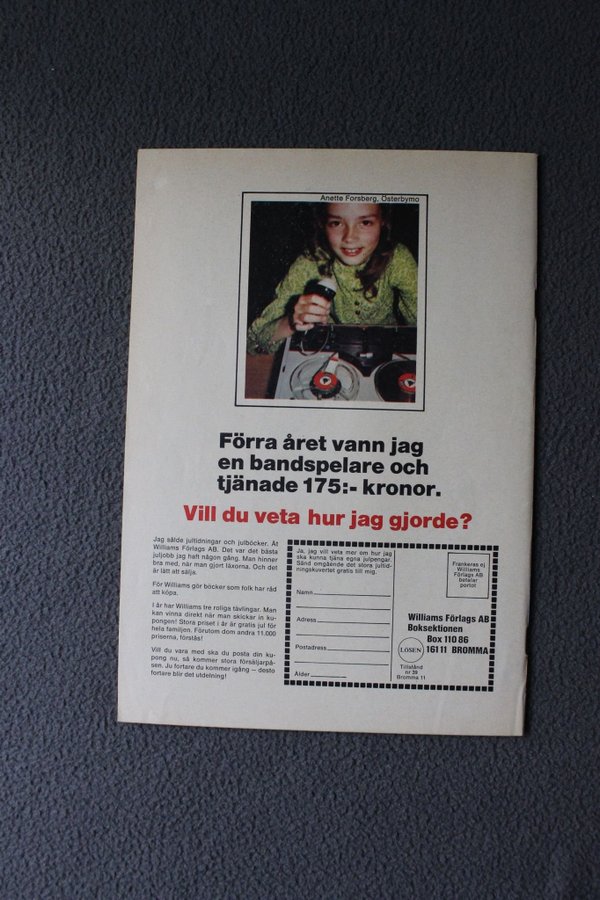 Anette Forsberg, Österbymo
Förra året vann jag
en bandspelare och
tjänade 175:- kronor.
Vill du veta hur jag gjorde?
Jag sålde jultidningar och julböcker. Åt
Williams Förlags AB. Det var det bästa
juljobb jag haft någon gång. Man hinner
bra med, när man gjort läxorna. Och det
är lätt att sälja.
För Williams gör böcker som folk har råd
att köpa.
I år har Williams tre roliga tävlingar. Man
kan vinna direkt när man skickar in ku-
pongen! Stora priset i år är gratis jul för
hela familjen. Förutom dom andra 11.000
priserna, förstås!
Vill du vara med ska du posta din ku-
pong nu, så kommer stora försäljarpå-
sen. Ju fortare du kommer igång – desto
fortare blir det utdelning!
Ja, jag vill veta mer om hur jag
ska kunna tjäna egna julpengar.
Sänd omgående det stora jultid-
ningskuvertet gratis till mig.
Namn
Adress
Postadress
Ålder
Frankeras ej
Williams
Förlags AB
betalar
portot
Williams Förlags AB
Boksektionen
Box 110 86
161 11 BROMMA
LÖSEN
Tillstånd
nr 39
Bromma 11